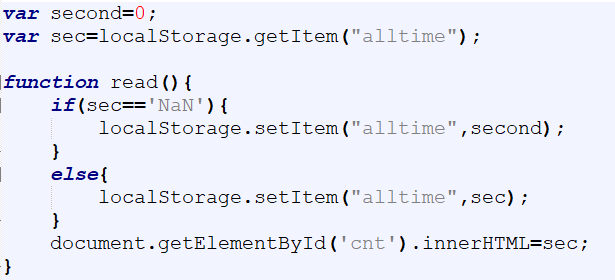 var second=0;
var sec=localStorage.getItem("alltime");
function read(){
    if(sec=='NaN'){
        localStorage.setItem("alltime",second);
    }
    else{
        localStorage.setItem("alltime",sec);
    }
    document.getElementById('cnt').innerHTML=sec;
}